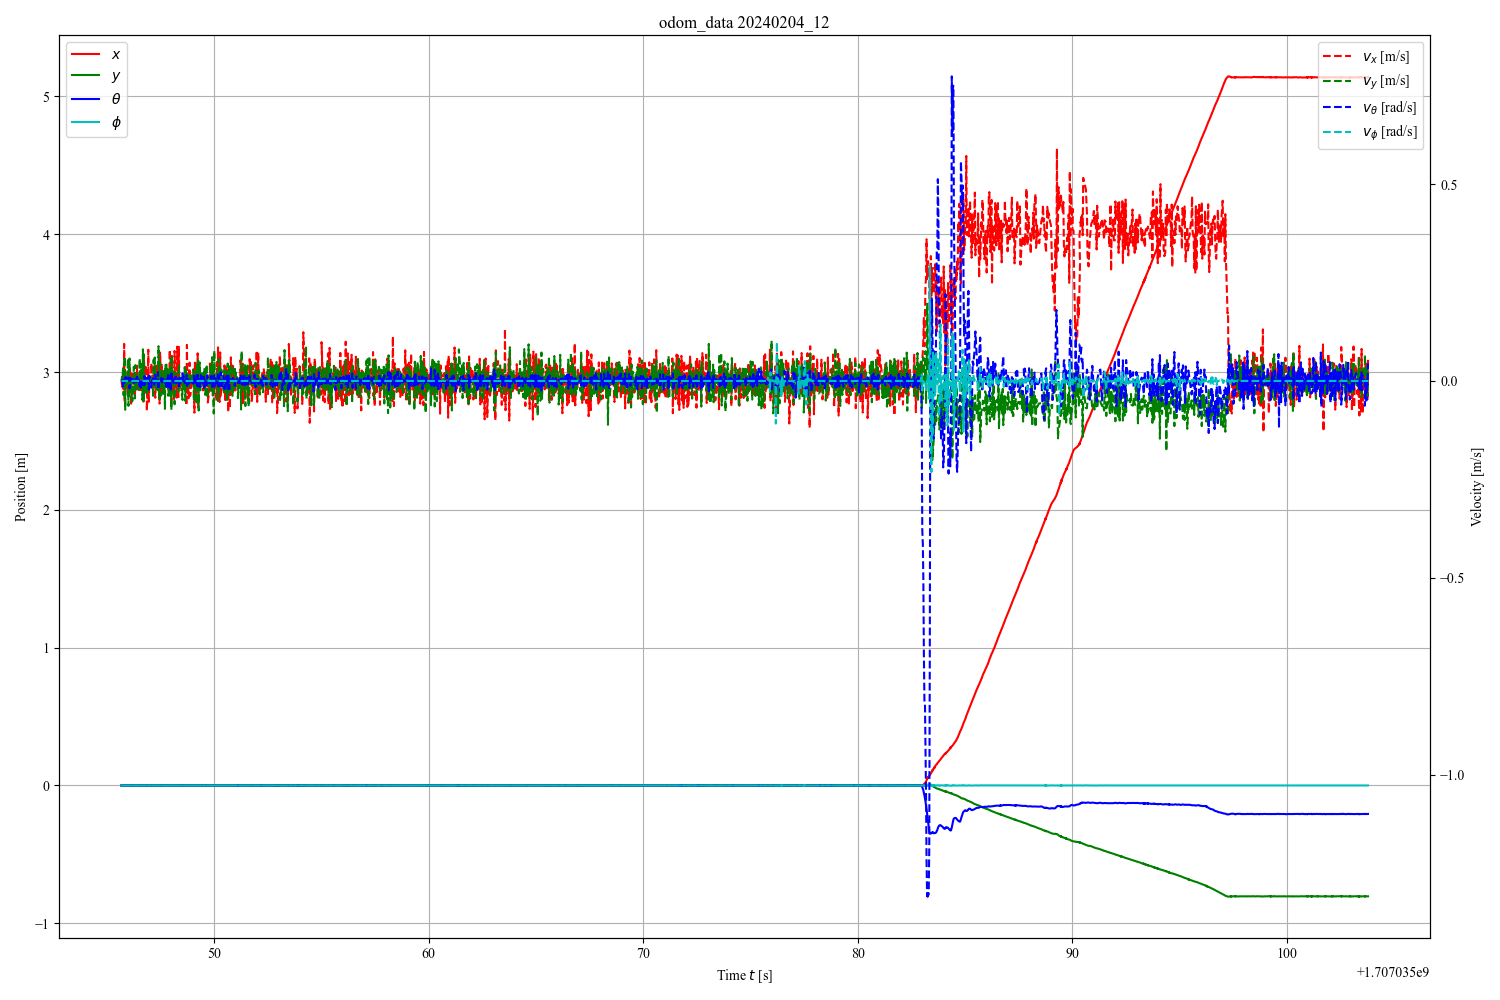 odom_data 20240204_12
x
y
θ
ϕ
v_x [m/s]
v_y [m/s]
v_θ [rad/s]
v_ϕ [rad/s]
5
4
3
2
1
0
−1
Position [m]
0.5
0.0
−0.5
−1.0
Velocity [m/s]
50
60
70
80
90
100
Time t [s]
+1.707035e9